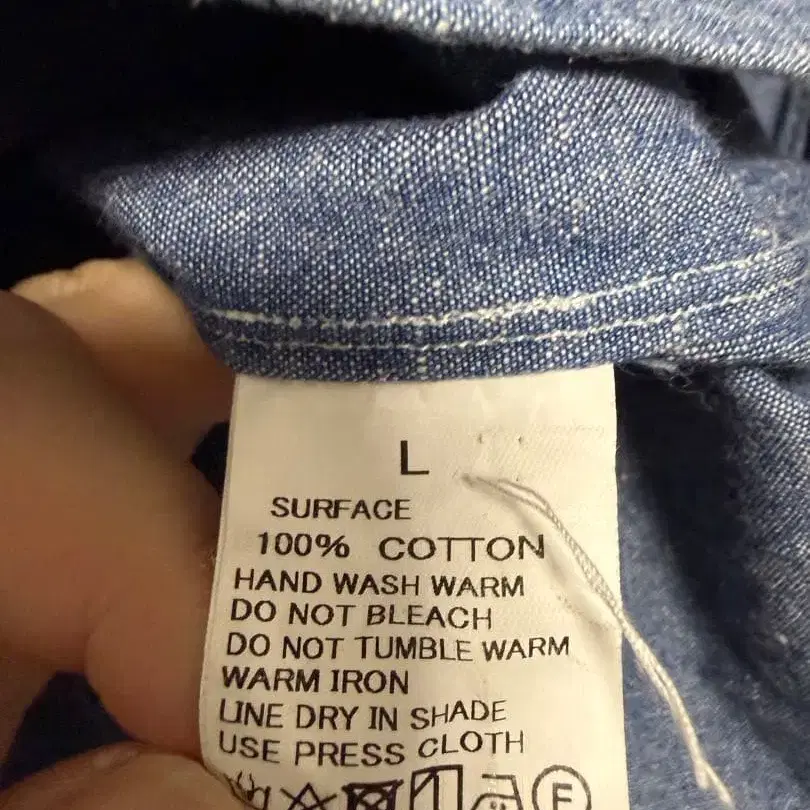 L
SURFACE
100% COTTON
HAND WASH WARM
DO NOT BLEACH
DO NOT TUMBLE WARM
WARM IRON
LINE DRY IN SHADE
USE PRESS CLOTH
F